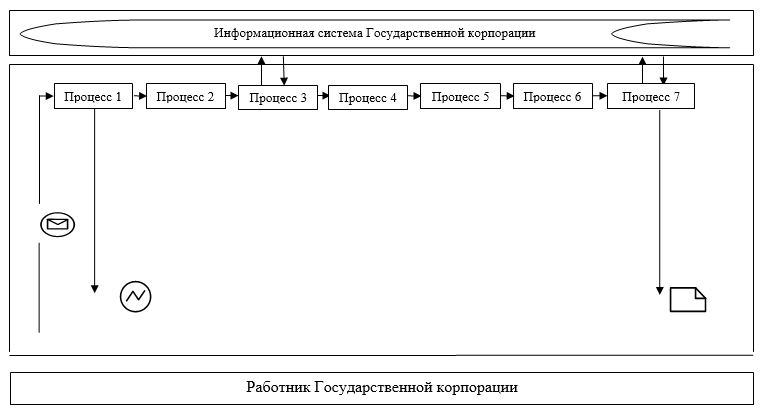 Информационная система Государственной корпорации
Процесс 1
Процесс 2
Процесс 3
Процесс 4
Процесс 5
Процесс 6
Процесс 7
Работник Государственной корпорации